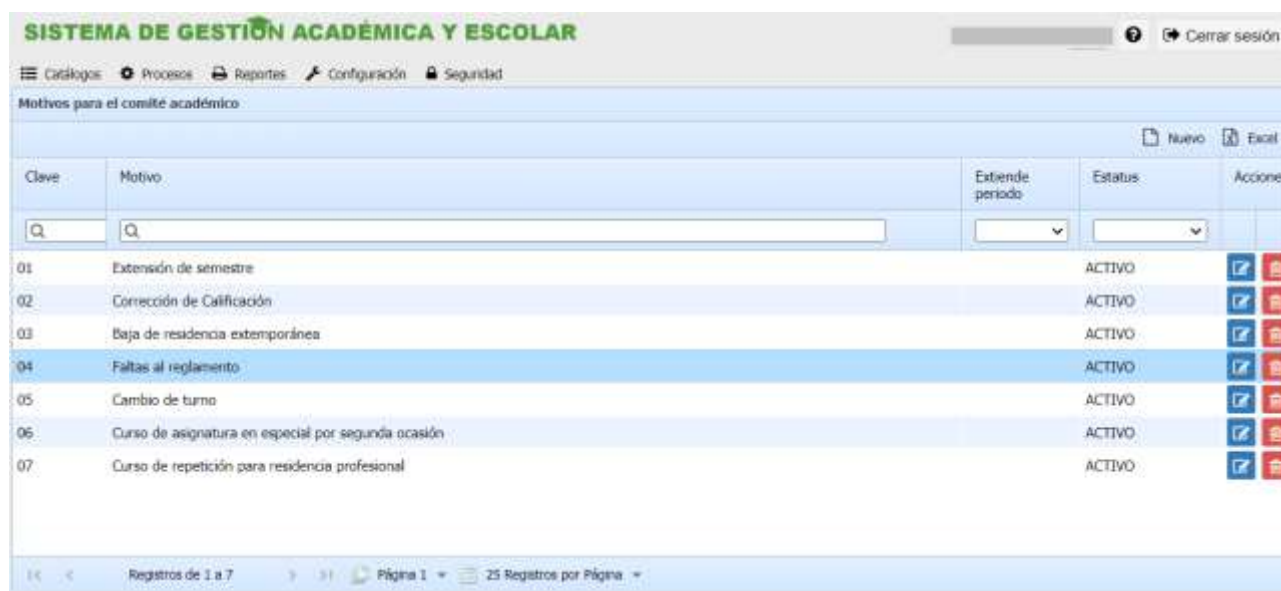 SISTEMA DE GESTIÓN ACADÉMICA Y ESCOLAR
Cerrar sesión
Catálogos Procesos Reportes Configuración Seguridad
Motivos para el comité académico
Nuevo Excel
Clave Motivo Extiende periodo Estatus Accione
01 Extensión de semestre ACTIVO
02 Corrección de Calificación ACTIVO
03 Baja de residencia extemporánea ACTIVO
04 Faltas al reglamento ACTIVO
05 Cambio de turno ACTIVO
06 Curso de asignatura en especial por segunda ocasión ACTIVO
07 Curso de repetición para residencia profesional ACTIVO
Registros de 1 a 7 Página 1 25 Registros por Página